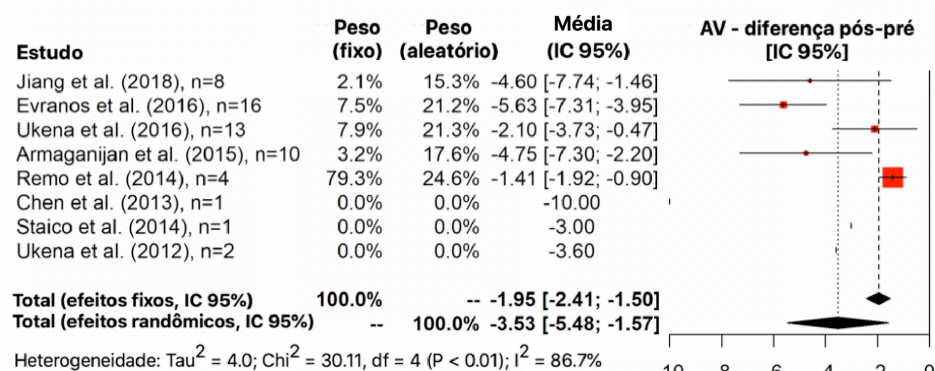 Peso Peso Média AV - diferença pós-pré
Estudo (fixo) (aleatório) (IC 95%) [IC 95%]
Jiang et al. (2018), n=8 2.1% 15.3% -4.60 [-7.74; -1.46]
Evranos et al. (2016), n=16 7.5% 21.2% -5.63 [-7.31; -3.95]
Ukena et al. (2016), n=13 7.9% 21.3% -2.10 [-3.73; -0.47]
Armaganijan et al. (2015), n=10 3.2% 17.6% -4.75 [-7.30; -2.20]
Remo et al. (2014), n=4 79.3% 24.6% -1.41 [-1.92; -0.90]
Chen et al. (2013), n=1 0.0% 0.0% -10.00
Staico et al. (2014), n=1 0.0% 0.0% -3.00
Ukena et al. (2012), n=2 0.0% 0.0% -3.60
Total (efeitos fixos, IC 95%) 100.0% -- -1.95 [-2.41; -1.50]
Total (efeitos randômicos, IC 95%) -- 100.0% -3.53 [-5.48; -1.57]
Heterogeneidade: Tau² = 4.0; Chi² = 30.11, df = 4 (P < 0.01); I² = 86.7%
-10 -8 -6 -4 -2 0